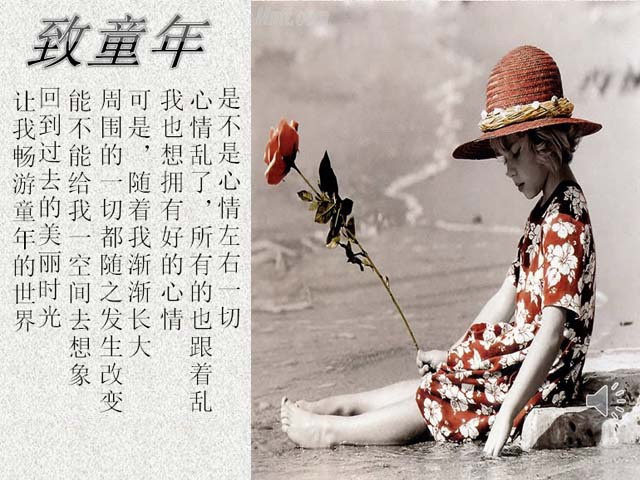 致童年
是不是心情左右一切
心情乱了，所有的也跟着乱
我也想拥有好的心情
可是，随着我渐渐长大
周围的一切都随之发生改变
能不能给我一空间去想象
回到过去的美丽时光
让我畅游童年的世界